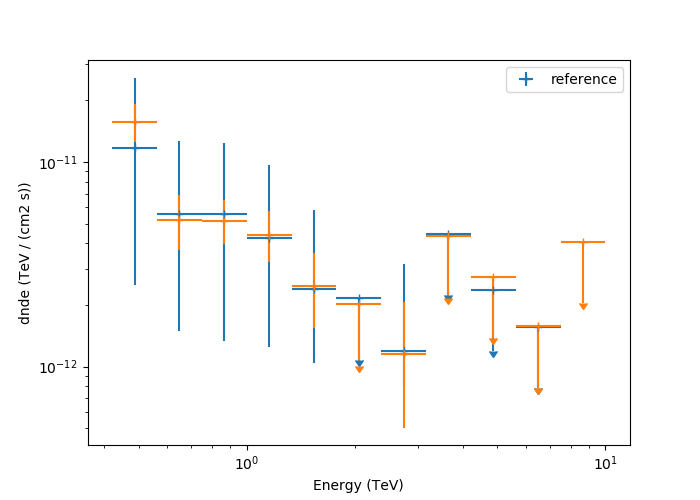 reference
dnde (TeV / (cm2 s))
10⁻¹¹
10⁻¹²
10⁰
10¹
Energy (TeV)